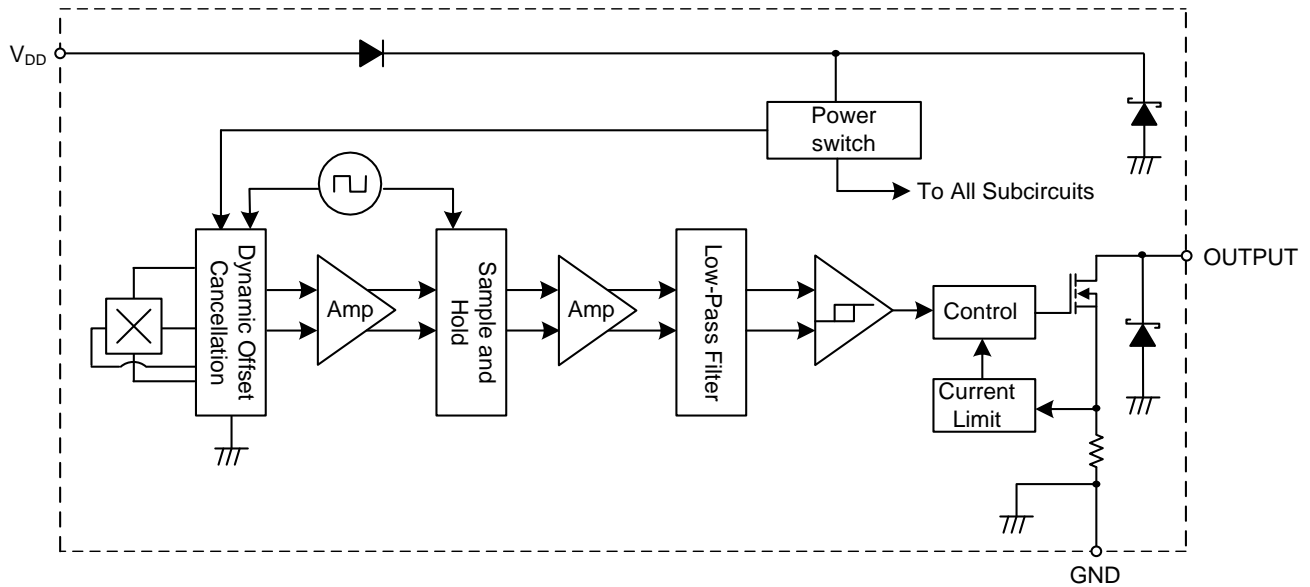 V_DD
Power
switch
To All Subcircuits
Dynamic Offset
Cancellation
Amp
Sample and
Hold
Amp
Low-Pass Filter
Control
Current
Limit
OUTPUT
GND